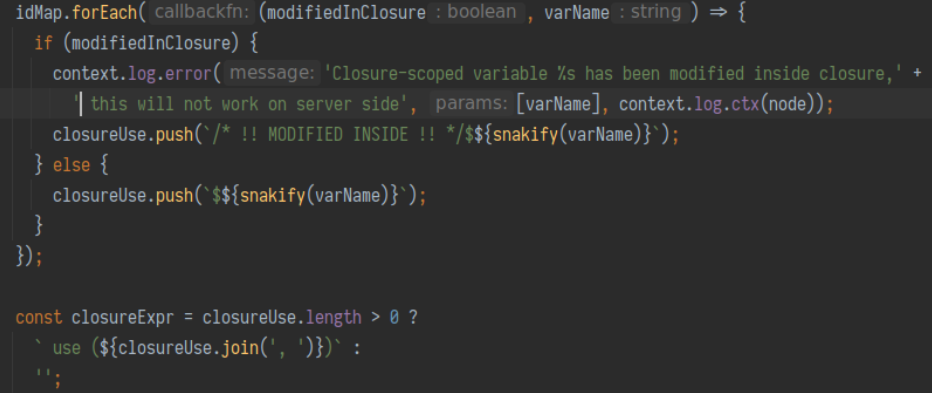 idMap.forEach( callbackfn: (modifiedInClosure : boolean , varName : string ) ⇒ {
if (modifiedInClosure) {
context.log.error( message: 'Closure-scoped variable %s has been modified inside closure,' +
' this will not work on server side', params: [varName], context.log.ctx(node));
closureUse.push(`/* !! MODIFIED INSIDE !! */$${snakify(varName)}`);
} else {
closureUse.push(`$${snakify(varName)}`);
}
});
const closureExpr = closureUse.length > 0 ?
` use (${closureUse.join(', ')})` :
'';